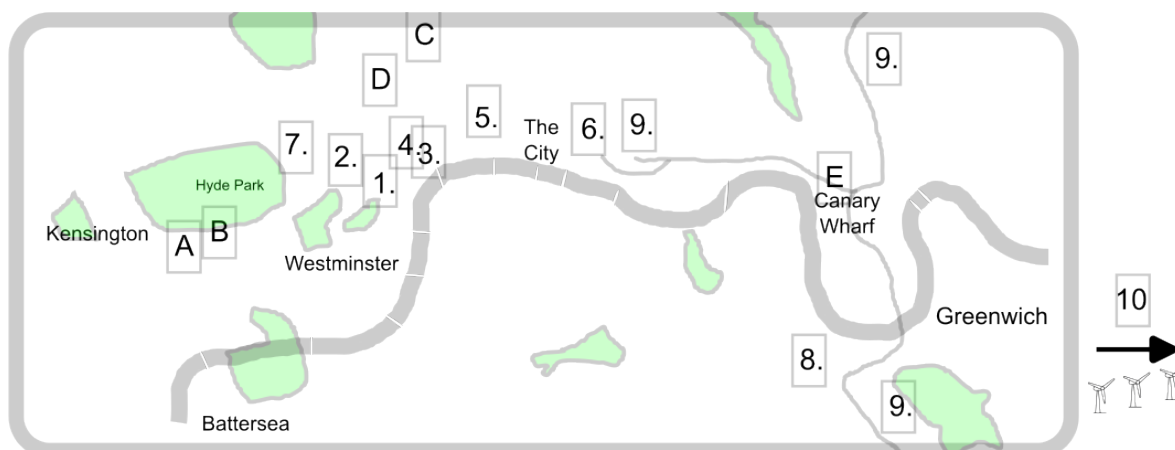 C
9.
D
5.
The
City
6.
9.
7.
2.
4.
3.
1.
E
Hyde Park
Canary
Wharf
Kensington
A
B
Westminster
10
Greenwich
8.
9.
Battersea